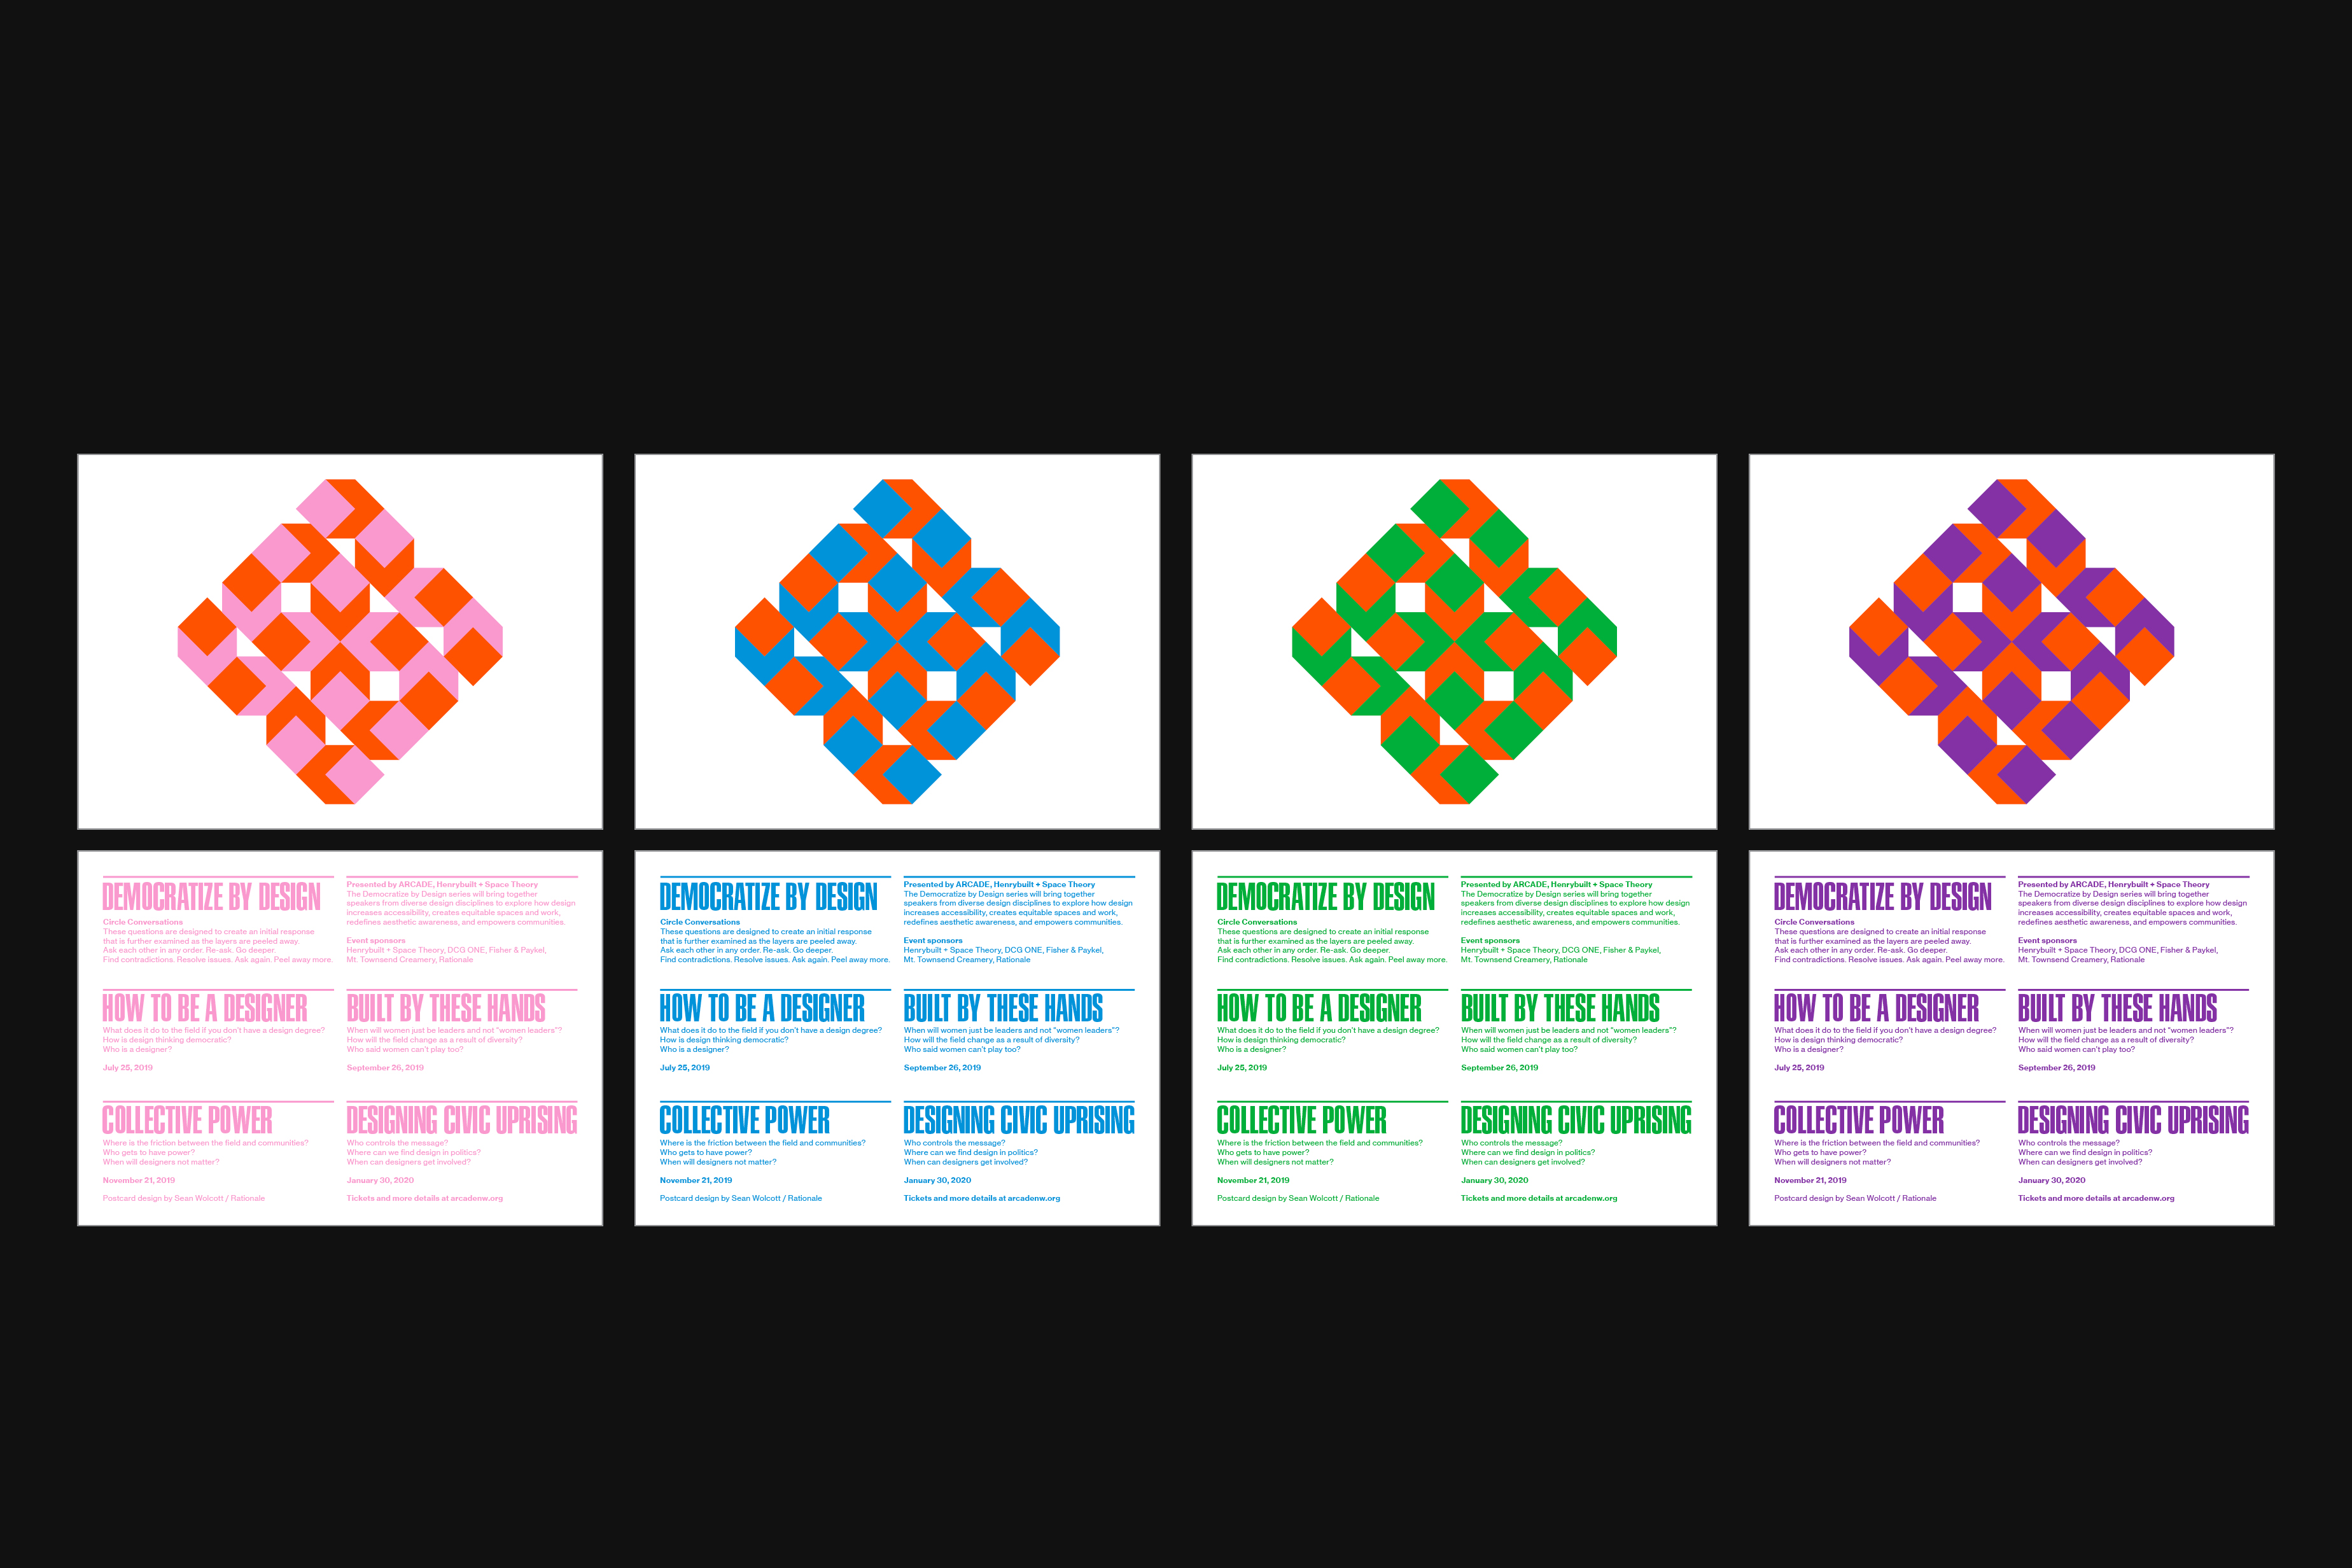 DEMOCRATIZE BY DESIGN
Circle Conversations
These questions are designed to create an initial response
that is further examined as the layers are peeled away.
Ask each other in any order. Re-ask. Go deeper.
Find contradictions. Resolve issues. Ask again. Peel away more.
Presented by ARCADE, Henrybuilt + Space Theory
The Democratize by Design series will bring together
speakers from diverse design disciplines to explore how design
increases accessibility, creates equitable spaces and work,
redefines aesthetic awareness, and empowers communities.
Event sponsors
Henrybuilt + Space Theory, DCG ONE, Fisher & Paykel,
Mt. Townsend Creamery, Rationale
HOW TO BE A DESIGNER
What does it do to the field if you don't have a design degree?
How is design thinking democratic?
Who is a designer?
July 25, 2019
BUILT BY THESE HANDS
When will women just be leaders and not "women leaders"?
How will the field change as a result of diversity?
Who said women can't play too?
September 26, 2019
COLLECTIVE POWER
Where is the friction between the field and communities?
Who gets to have power?
When will designers not matter?
November 21, 2019
Postcard design by Sean Wolcott / Rationale
DESIGNING CIVIC UPRISING
Who controls the message?
Where can we find design in politics?
When can designers get involved?
January 30, 2020
Tickets and more details at arcadenw.org
DEMOCRATIZE BY DESIGN
Circle Conversations
These questions are designed to create an initial response
that is further examined as the layers are peeled away.
Ask each other in any order. Re-ask. Go deeper.
Find contradictions. Resolve issues. Ask again. Peel away more.
Presented by ARCADE, Henrybuilt + Space Theory
The Democratize by Design series will bring together
speakers from diverse design disciplines to explore how design
increases accessibility, creates equitable spaces and work,
redefines aesthetic awareness, and empowers communities.
Event sponsors
Henrybuilt + Space Theory, DCG ONE, Fisher & Paykel,
Mt. Townsend Creamery, Rationale
HOW TO BE A DESIGNER
What does it do to the field if you don't have a design degree?
How is design thinking democratic?
Who is a designer?
July 25, 2019
BUILT BY THESE HANDS
When will women just be leaders and not "women leaders"?
How will the field change as a result of diversity?
Who said women can't play too?
September 26, 2019
COLLECTIVE POWER
Where is the friction between the field and communities?
Who gets to have power?
When will designers not matter?
November 21, 2019
Postcard design by Sean Wolcott / Rationale
DESIGNING CIVIC UPRISING
Who controls the message?
Where can we find design in politics?
When can designers get involved?
January 30, 2020
Tickets and more details at arcadenw.org
DEMOCRATIZE BY DESIGN
Circle Conversations
These questions are designed to create an initial response
that is further examined as the layers are peeled away.
Ask each other in any order. Re-ask. Go deeper.
Find contradictions. Resolve issues. Ask again. Peel away more.
Presented by ARCADE, Henrybuilt + Space Theory
The Democratize by Design series will bring together
speakers from diverse design disciplines to explore how design
increases accessibility, creates equitable spaces and work,
redefines aesthetic awareness, and empowers communities.
Event sponsors
Henrybuilt + Space Theory, DCG ONE, Fisher & Paykel,
Mt. Townsend Creamery, Rationale
HOW TO BE A DESIGNER
What does it do to the field if you don't have a design degree?
How is design thinking democratic?
Who is a designer?
July 25, 2019
BUILT BY THESE HANDS
When will women just be leaders and not "women leaders"?
How will the field change as a result of diversity?
Who said women can't play too?
September 26, 2019
COLLECTIVE POWER
Where is the friction between the field and communities?
Who gets to have power?
When will designers not matter?
November 21, 2019
Postcard design by Sean Wolcott / Rationale
DESIGNING CIVIC UPRISING
Who controls the message?
Where can we find design in politics?
When can designers get involved?
January 30, 2020
Tickets and more details at arcadenw.org
DEMOCRATIZE BY DESIGN
Circle Conversations
These questions are designed to create an initial response
that is further examined as the layers are peeled away.
Ask each other in any order. Re-ask. Go deeper.
Find contradictions. Resolve issues. Ask again. Peel away more.
Presented by ARCADE, Henrybuilt + Space Theory
The Democratize by Design series will bring together
speakers from diverse design disciplines to explore how design
increases accessibility, creates equitable spaces and work,
redefines aesthetic awareness, and empowers communities.
Event sponsors
Henrybuilt + Space Theory, DCG ONE, Fisher & Paykel,
Mt. Townsend Creamery, Rationale
HOW TO BE A DESIGNER
What does it do to the field if you don't have a design degree?
How is design thinking democratic?
Who is a designer?
July 25, 2019
BUILT BY THESE HANDS
When will women just be leaders and not "women leaders"?
How will the field change as a result of diversity?
Who said women can't play too?
September 26, 2019
COLLECTIVE POWER
Where is the friction between the field and communities?
Who gets to have power?
When will designers not matter?
November 21, 2019
Postcard design by Sean Wolcott / Rationale
DESIGNING CIVIC UPRISING
Who controls the message?
Where can we find design in politics?
When can designers get involved?
January 30, 2020
Tickets and more details at arcadenw.org